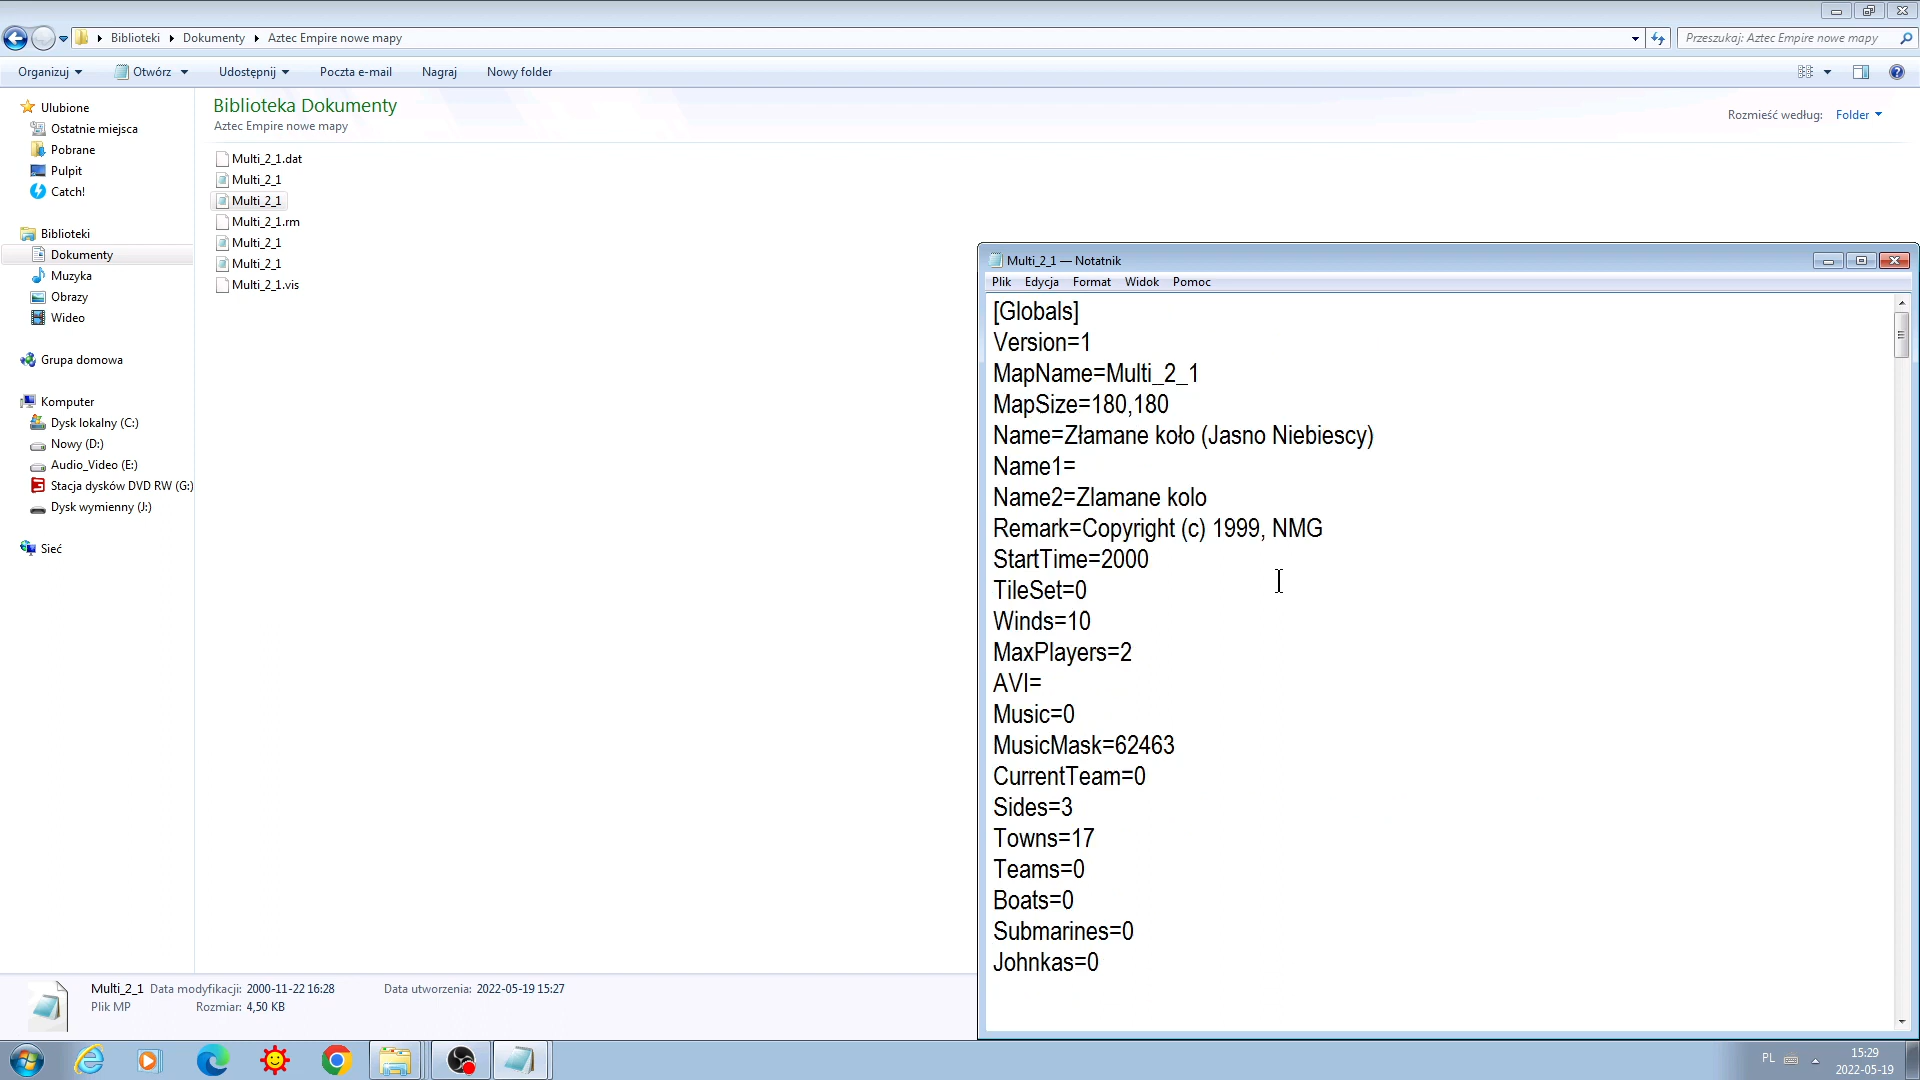 Biblioteki
Dokumenty
Aztec Empire nowe mapy
Przeszukaj: Aztec Empire nowe mapy
Organizuj
Otwórz
Udostępnij
Poczta e-mail
Nagraj
Nowy folder
Ulubione
Ostatnie miejsca
Pobrane
Pulpit
Catch!
Biblioteki
Dokumenty
Muzyka
Obrazy
Wideo
Grupa domowa
Komputer
Dysk lokalny (C:)
Nowy (D:)
Audio_Video (E:)
Stacja dysków DVD RW (G:)
Dysk wymienny (J:)
Sieć
Biblioteka Dokumenty
Aztec Empire nowe mapy
Rozmieść według: Folder
Multi_2_1.dat
Multi_2_1
Multi_2_1
Multi_2_1.rm
Multi_2_1
Multi_2_1
Multi_2_1.vis
Multi_2_1 — Notatnik
Plik Edycja Format Widok Pomoc
[Globals]
Version=1
MapName=Multi_2_1
MapSize=180,180
Name=Złamane koło (Jasno Niebiescy)
Name1=
Name2=Zlamane kolo
Remark=Copyright (c) 1999, NMG
StartTime=2000
TileSet=0
Winds=10
MaxPlayers=2
AVI=
Music=0
MusicMask=62463
CurrentTeam=0
Sides=3
Towns=17
Teams=0
Boats=0
Submarines=0
Johnkas=0
Multi_2_1 Data modyfikacji: 2000-11-22 16:28 Data utworzenia: 2022-05-19 15:27
Plik MP Rozmiar: 4,50 KB
PL
15:29
2022-05-19